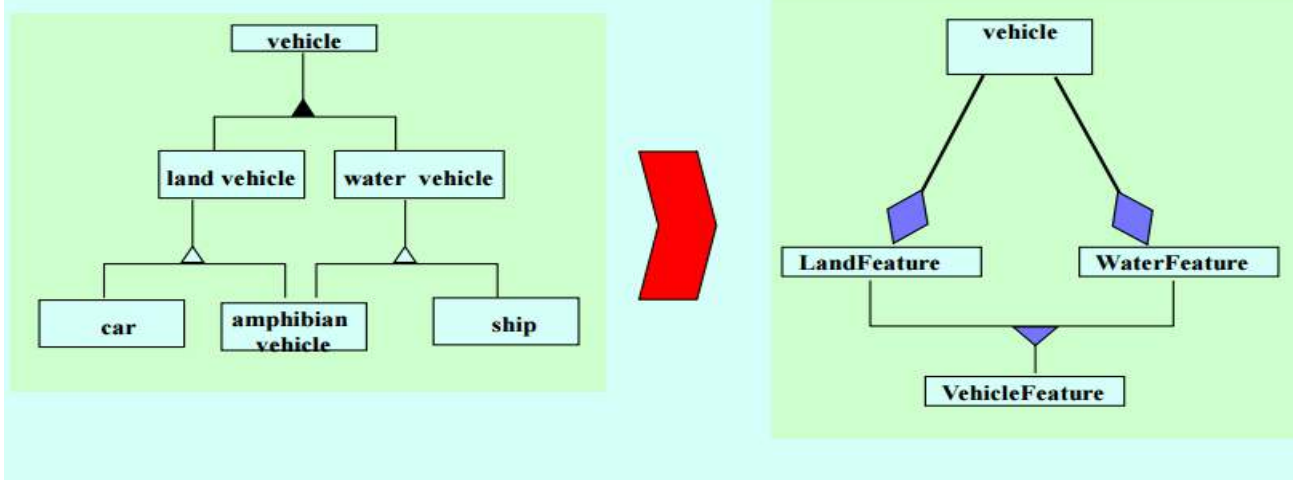 vehicle
land vehicle
water vehicle
car
amphibian
vehicle
ship
vehicle
LandFeature
WaterFeature
VehicleFeature